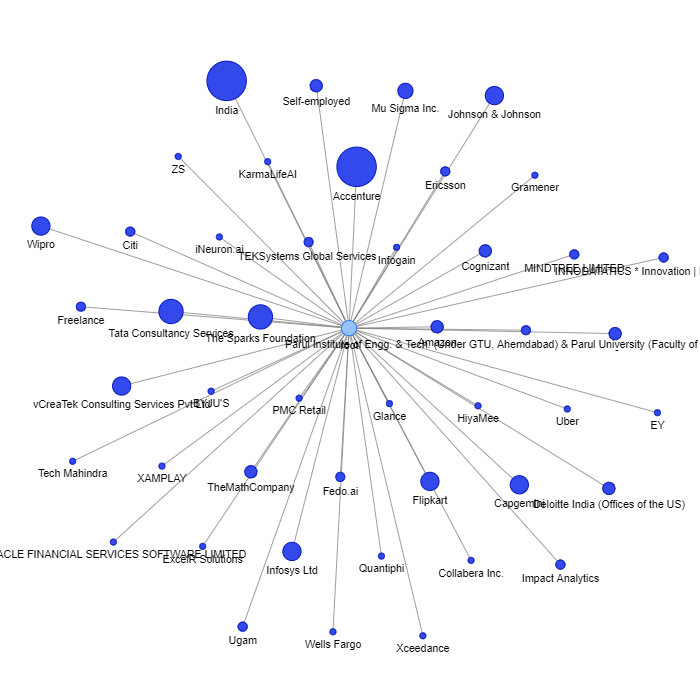 India
Self-employed
Mu Sigma Inc.
Johnson & Johnson
ZS
KarmaLifeAI
Accenture
Ericsson
Gramener
Wipro
Citi
iNeuron.ai
TEKSystems Global Services
Infogain
Cognizant
MINDTREE LIMITED
INNODATATICS * Innovation |
Freelance
Tata Consultancy Services
The Sparks Foundation
root
Parul Institute of Engg. & Tech. (Under GTU, Ahemdabad) & Parul University (Faculty of
Amazon
-
vCreaTek Consulting Services Pvt Ltd
BYJU'S
PMC Retail
Glance
HiyaMee
Uber
EY
Tech Mahindra
XAMPLAY
TheMathCompany
Fedo.ai
Flipkart
Capgemini
Deloitte India (Offices of the US)
ACLE FINANCIAL SERVICES SOFTWARE LIMITED
ExcelR Solutions
Infosys Ltd
Quantiphi
Collabera Inc.
Impact Analytics
Ugam
Wells Fargo
Xceedance